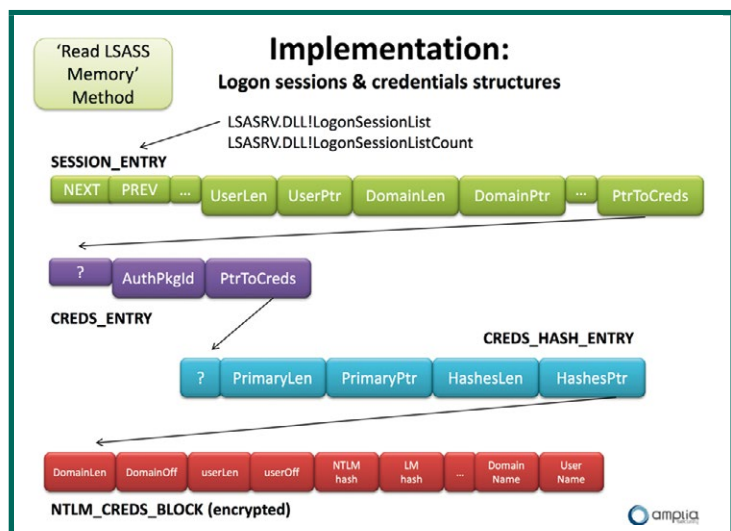 ‘Read LSASS
Memory’
Method
Implementation:
Logon sessions & credentials structures
LSASRV.DLL!LogonSessionList
LSASRV.DLL!LogonSessionListCount
SESSION_ENTRY
NEXT PREV ... UserLen UserPtr DomainLen DomainPtr ... PtrToCreds
? AuthPkgId PtrToCreds
CREDS_ENTRY
CREDS_HASH_ENTRY
? PrimaryLen PrimaryPtr HashesLen HashesPtr
DomainLen DomainOff userLen userOff NTLM hash LM hash ... Domain Name User Name
NTLM_CREDS_BLOCK (encrypted)
amplia